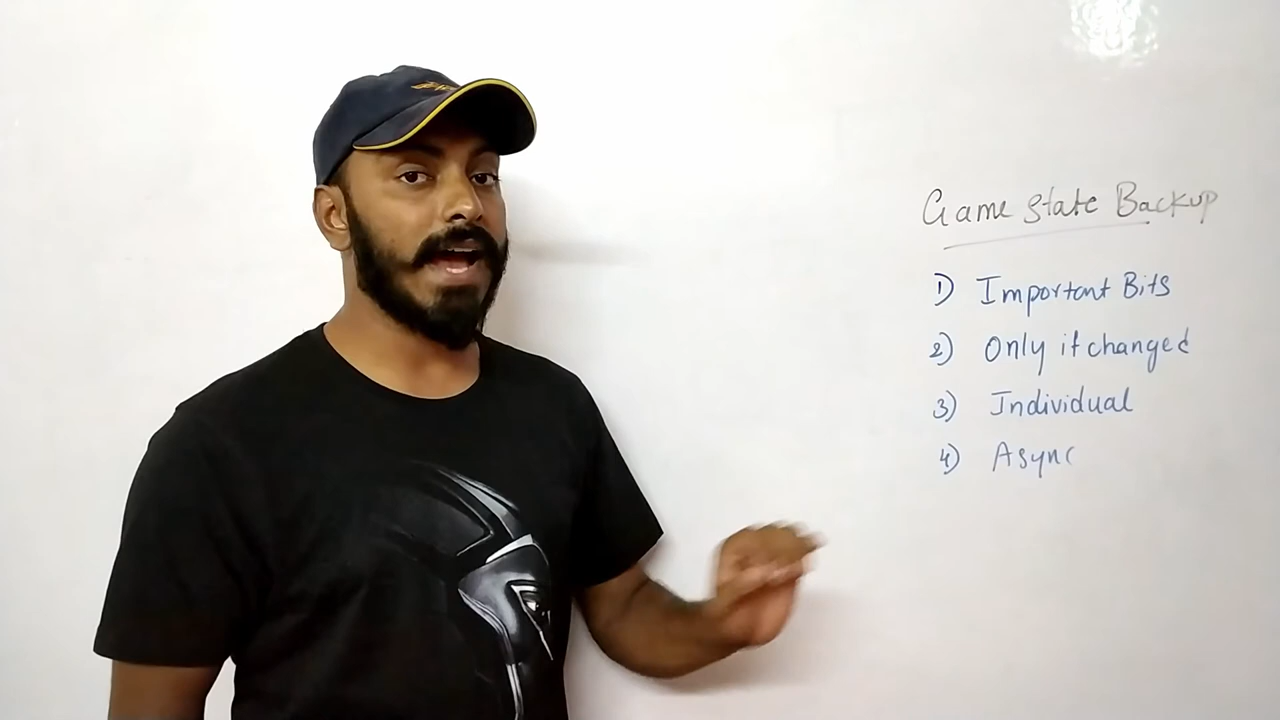 Game State Backup
1) Important Bits
2) Only if changed
3) Individual
4) Async